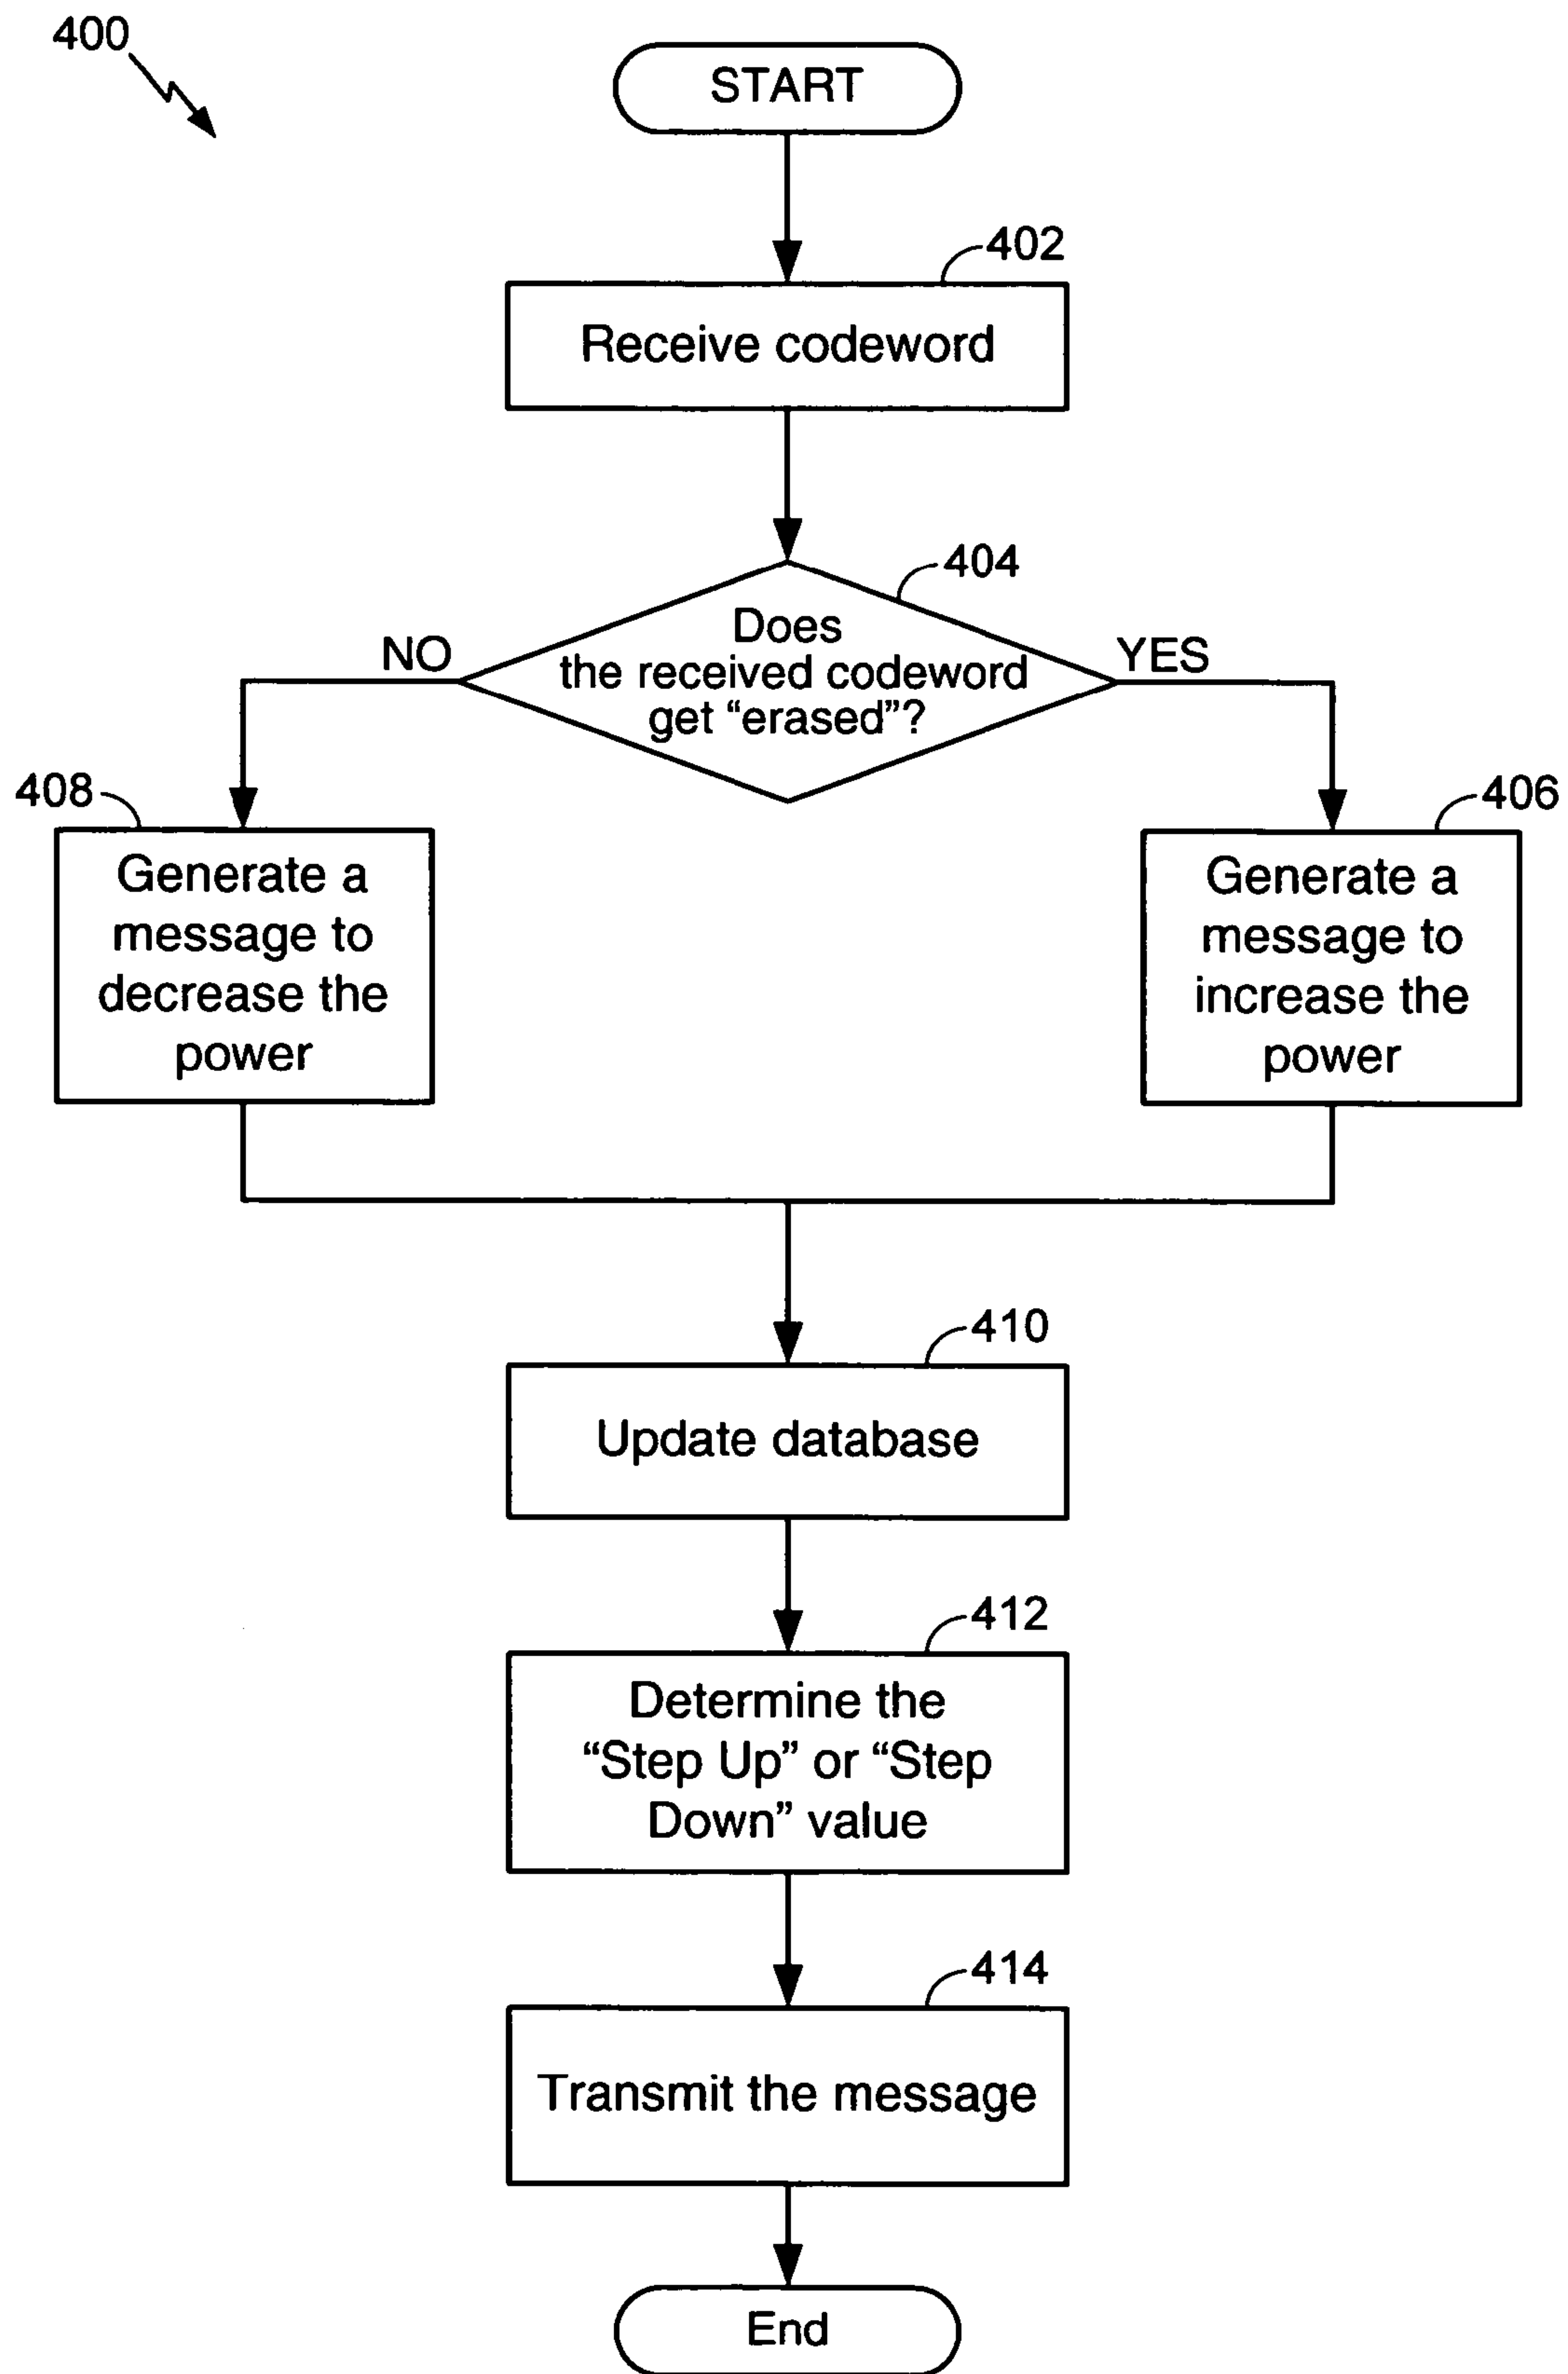 400
START
402
Receive codeword
404
Does
the received codeword
get “erased”?
NO
YES
408
Generate a
message to
decrease the
power
406
Generate a
message to
increase the
power
410
Update database
412
Determine the
“Step Up” or “Step
Down” value
414
Transmit the message
End